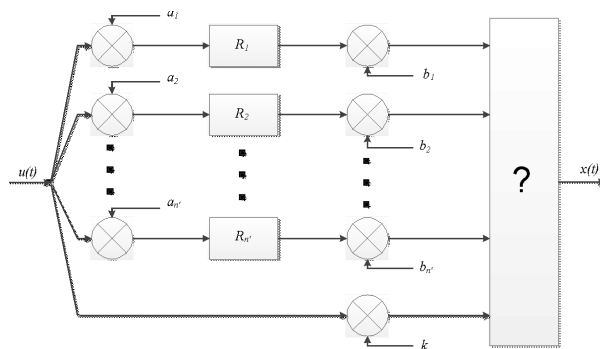 a₁
R₁
b₁
a₂
R₂
b₂
u(t)
?
x(t)
aₙ'
Rₙ'
bₙ'
k